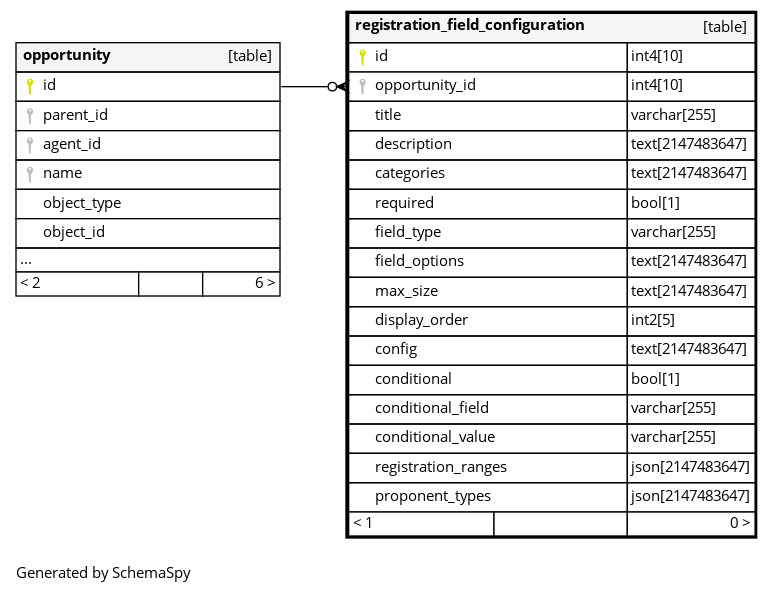 opportunity [table]
id
parent_id
agent_id
name
object_type
object_id
...
< 2 6 >
registration_field_configuration [table]
id int4[10]
opportunity_id int4[10]
title varchar[255]
description text[2147483647]
categories text[2147483647]
required bool[1]
field_type varchar[255]
field_options text[2147483647]
max_size text[2147483647]
display_order int2[5]
config text[2147483647]
conditional bool[1]
conditional_field varchar[255]
conditional_value varchar[255]
registration_ranges json[2147483647]
proponent_types json[2147483647]
< 1 0 >
Generated by SchemaSpy